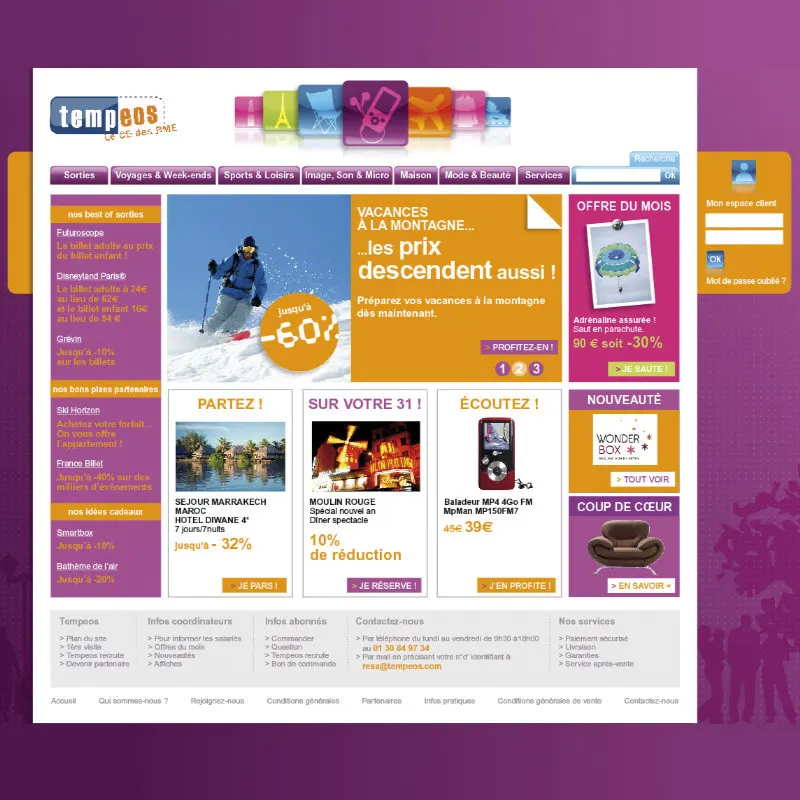 tempeos
Le CE des PME
Recherche
Sorties
Voyages & Week-ends
Sports & Loisirs
Image, Son & Micro
Maison
Mode & Beauté
Services
Ok
Mon espace client
Ok
Mot de passe oublié ?
nos best of sorties
Futuroscope
Le billet adulte au prix
du billet enfant !
Disneyland Paris®
Le billet adulte à 24€
au lieu de 62€
et le billet enfant 16€
au lieu de 54 €
Grévin
Jusqu'à -10%
sur les billets
nos bons plans partenaires
Ski Horizon
Achetez votre forfait...
On vous offre
l'appartement !
France Billet
Jusqu'à -40% sur des
milliers d'évènements
nos idées cadeaux
Smartbox
Jusqu'à -10%
Bathème de l'air
Jusqu'à -20%
jusqu'à
-60%
VACANCES
À LA MONTAGNE...
...les prix
descendent aussi !
Préparez vos vacances à la montagne
dès maintenant.
> PROFITEZ-EN !
1 2 3
OFFRE DU MOIS
Adrénaline assurée !
Saut en parachute.
90 € soit -30%
> JE SAUTE !
PARTEZ !
SEJOUR MARRAKECH
MAROC
HOTEL DIWANE 4*
7 jours/7nuits
jusqu'à - 32%
> JE PARS !
SUR VOTRE 31 !
MOULIN ROUGE
MOULIN ROUGE
Spécial nouvel an
Dîner spectacle
10%
de réduction
> JE RÉSERVE !
ÉCOUTEZ !
Baladeur MP4 4Go FM
MpMan MP150FM7
45€ 39€
> J'EN PROFITE !
NOUVEAUTÉ
WONDER
BOX
> TOUT VOIR
COUP DE CŒUR
> EN SAVOIR +
Tempeos
> Plan du site
> 1ère visite
> Tempeos recrute
> Devenir partenaire
Infos coordinateurs
> Pour informer les salariés
> Offres du mois
> Nouveautés
> Affiches
Infos abonnés
> Commander
> Question
> Tempeos recrute
> Bon de commande
Contactez-nous
> Par téléphone du lundi au vendredi de 9h30 à18h00
au 01 30 84 97 34
> Par mail en précisant votre n°d' identifiant à
resa@tempeos.com
Nos services
> Paiement sécurisé
> Livraison
> Garanties
> Service après-vente
Accueil
Qui sommes-nous ?
Rejoignez-nous
Conditions générales
Partenaires
Infos pratiques
Conditions générales de vente
Contactez-nous